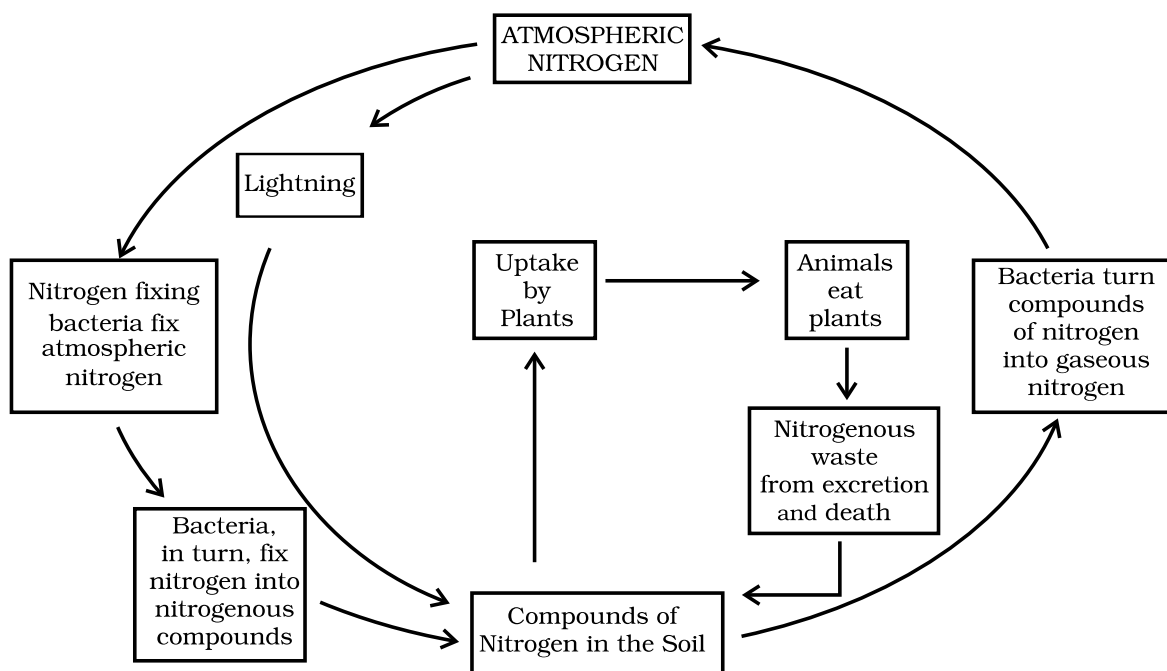 ATMOSPHERIC
NITROGEN
Lightning
Nitrogen fixing
bacteria fix
atmospheric
nitrogen
Uptake
by
Plants
Animals
eat
plants
Bacteria turn
compounds
of nitrogen
into gaseous
nitrogen
Nitrogenous
waste
from excretion
and death
Bacteria,
in turn, fix
nitrogen into
nitrogenous
compounds
Compounds of
Nitrogen in the Soil